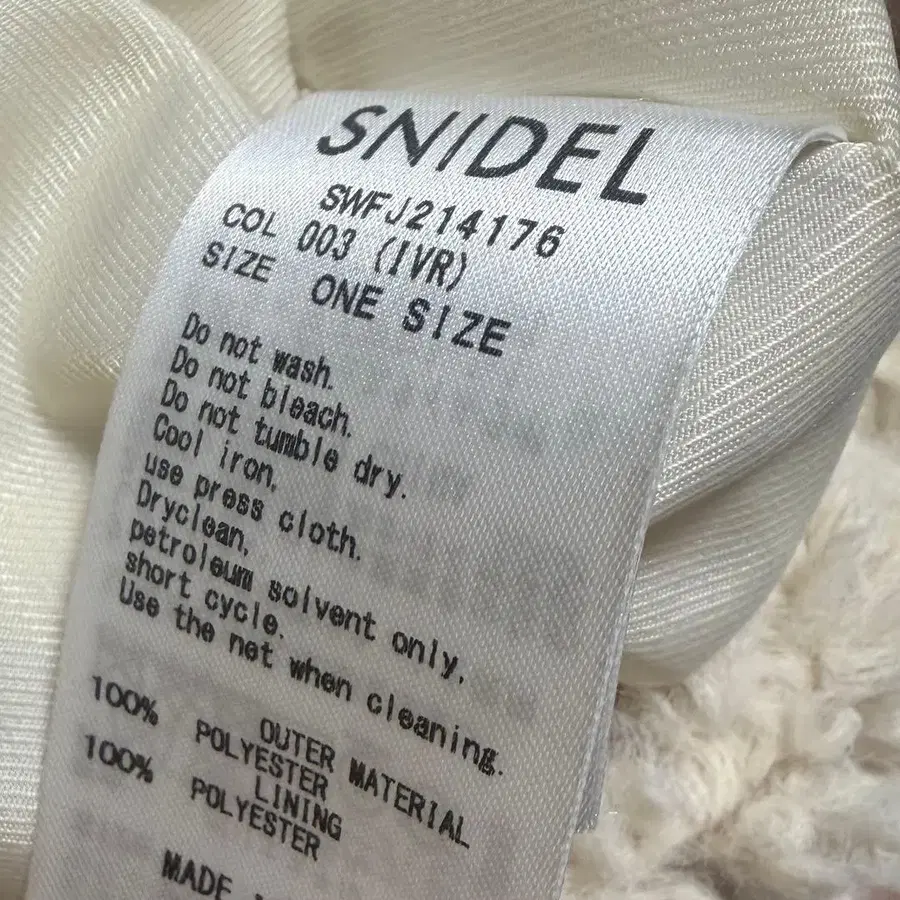 SNIDEL
SWFJ214176
COL 003 (IVR)
SIZE ONE SIZE
Do not wash.
Do not bleach.
Do not tumble dry.
Cool iron,
use press cloth.
Dryclean,
petroleum solvent only,
short cycle.
Use the net when cleaning.
OUTER MATERIAL
100% POLYESTER
LINING
100% POLYESTER
MADE